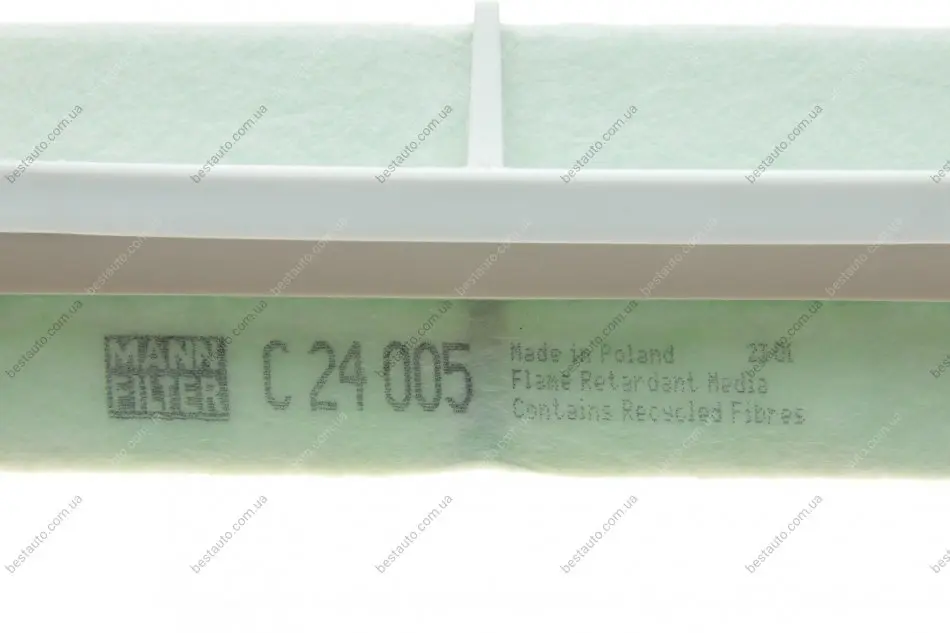 MANN
FILTER
C 24 005
Made in Poland
Flame Retardant Media
Contains Recycled Fibres
bestauto.com.ua